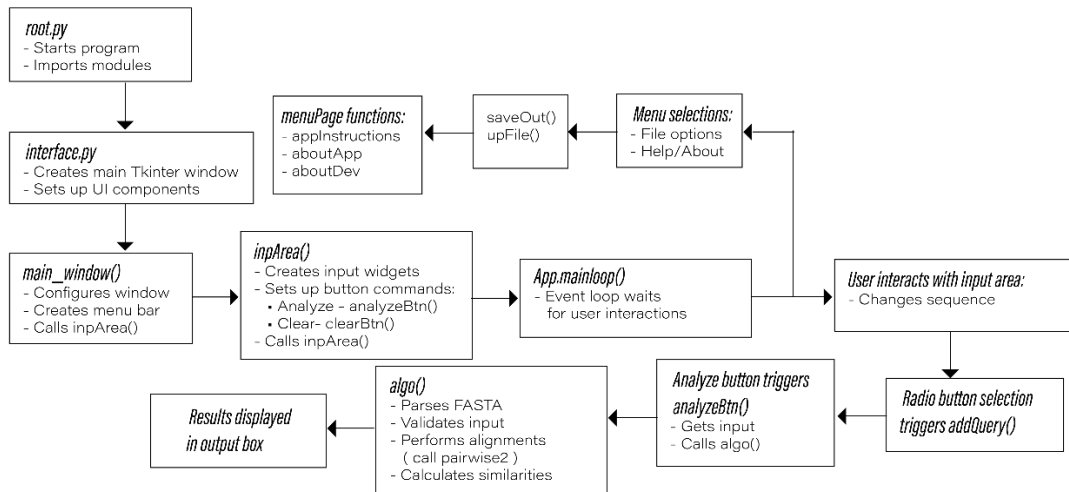 root.py
- Starts program
- Imports modules
interface.py
- Creates main Tkinter window
- Sets up UI components
main_window()
- Configures window
- Creates menu bar
- Calls inpArea()
inpArea()
- Creates input widgets
- Sets up button commands:
• Analyze - analyzeBtn()
• Clear- clearBtn()
- Calls inpArea()
App.mainloop()
- Event loop waits
for user interactions
Menu selections:
- File options
- Help/About
saveOut()
upFile()
menuPage functions:
- appInstructions
- aboutApp
- aboutDev
User interacts with input area:
- Changes sequence
Radio button selection
triggers addQuery()
Analyze button triggers
analyzeBtn()
- Gets input
- Calls algo()
algo()
- Parses FASTA
- Validates input
- Performs alignments
( call pairwise2 )
- Calculates similarities
Results displayed
in output box